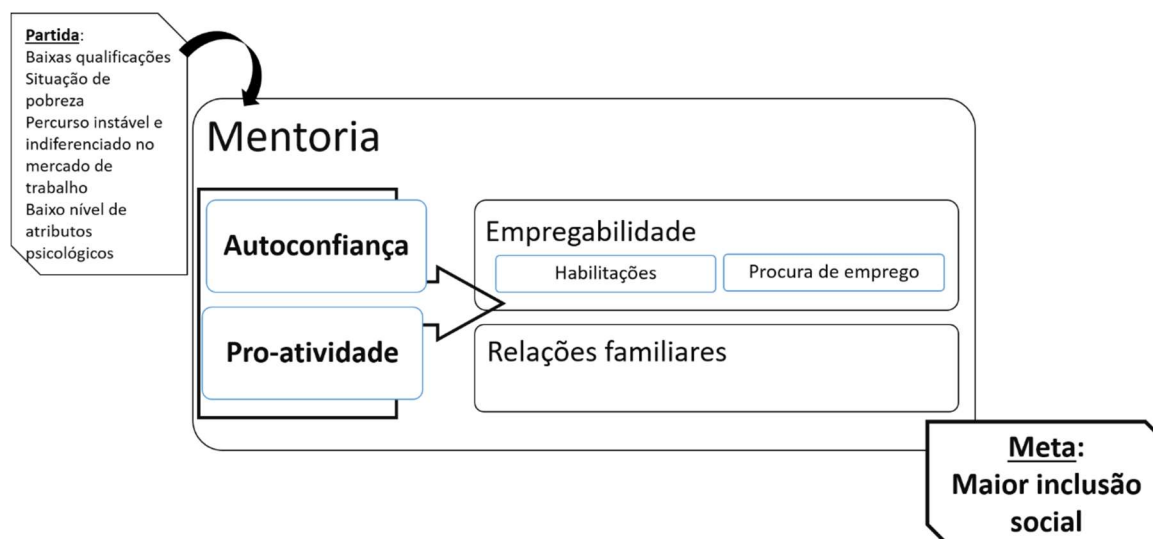 Partida:
Baixas qualificações
Situação de
pobreza
Percurso instável e
indiferenciado no
mercado de
trabalho
Baixo nível de
atributos
psicológicos
Mentoria
Autoconfiança
Pro-atividade
Empregabilidade
Habilitações
Procura de emprego
Relações familiares
Meta:
Maior inclusão
social